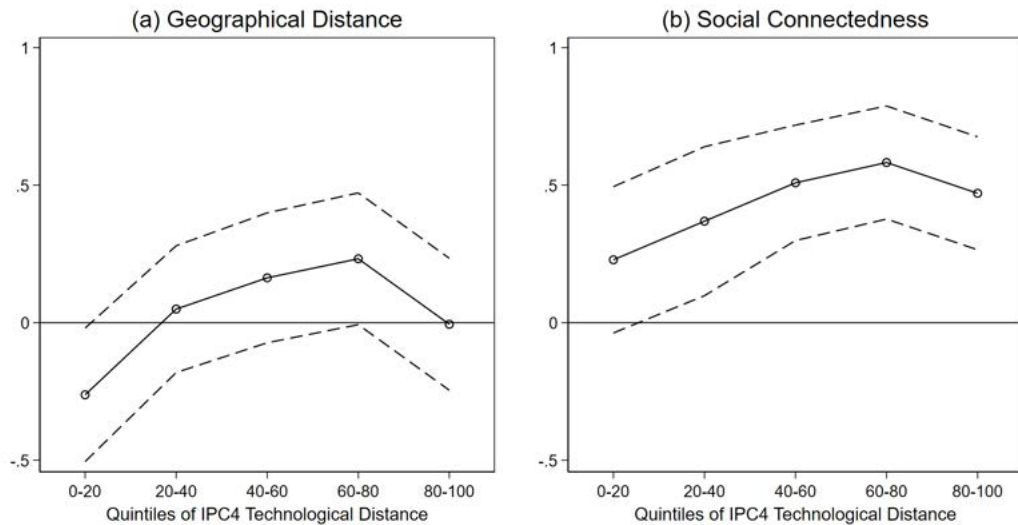 (a) Geographical Distance
1
.5
0
-.5
0-20 20-40 40-60 60-80 80-100
Quintiles of IPC4 Technological Distance
(b) Social Connectedness
1
.5
0
-.5
0-20 20-40 40-60 60-80 80-100
Quintiles of IPC4 Technological Distance